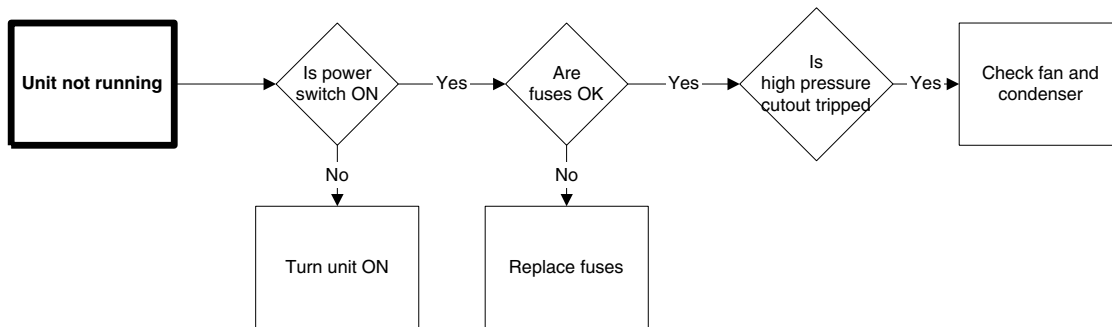 Unit not running
Is power
switch ON
Yes
Are
fuses OK
Yes
Is
high pressure
cutout tripped
Yes
Check fan and
condenser
No
No
Turn unit ON
Replace fuses